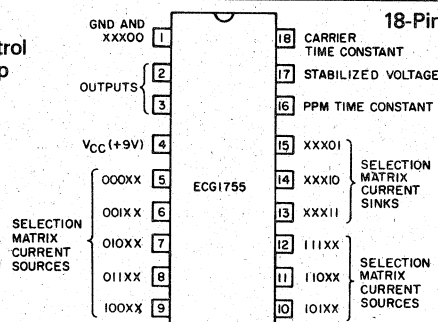 18-Pin
trol
p
GND AND
XXX00 1
2
OUTPUTS
3
VCC (+9V) 4
000XX 5
001XX 6
SELECTION
MATRIX
CURRENT
SOURCES
010XX 7
011XX 8
100XX 9
ECG1755
18 CARRIER
TIME CONSTANT
17 STABILIZED VOLTAGE
16 PPM TIME CONSTANT
15 XXX01
14 XXX10
13 XXX11
SELECTION
MATRIX
CURRENT
SINKS
12 111XX
11 110XX
10 101XX
SELECTION
MATRIX
CURRENT
SOURCES